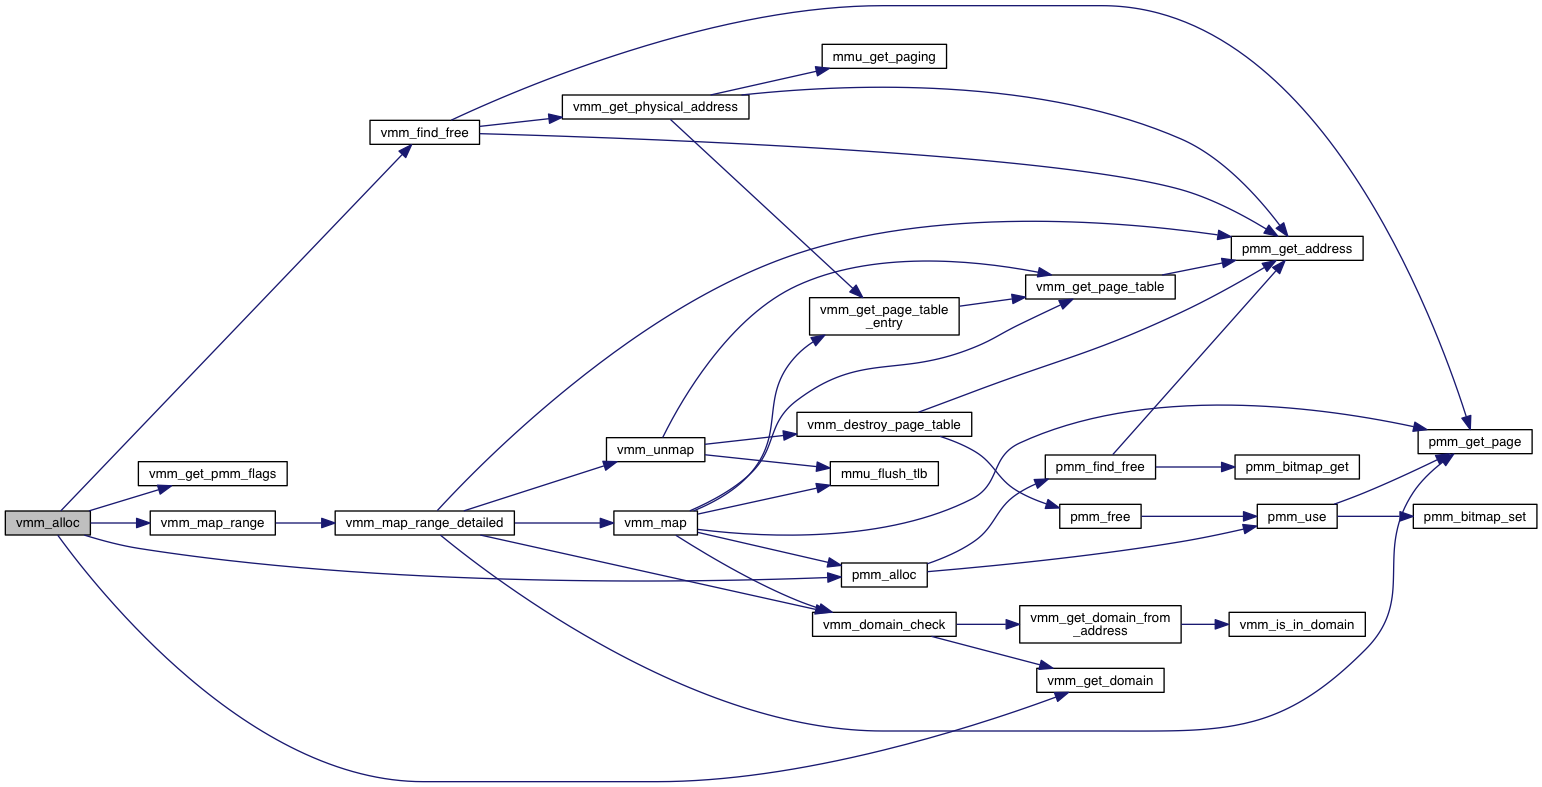 mmu_get_paging
vmm_get_physical_address
vmm_find_free
pmm_get_address
vmm_get_page_table
vmm_get_page_table
_entry
vmm_destroy_page_table
pmm_get_page
vmm_unmap
pmm_find_free
pmm_bitmap_get
vmm_get_pmm_flags
mmu_flush_tlb
vmm_alloc
vmm_map_range
vmm_map_range_detailed
vmm_map
pmm_free
pmm_use
pmm_bitmap_set
pmm_alloc
vmm_domain_check
vmm_get_domain_from
_address
vmm_is_in_domain
vmm_get_domain